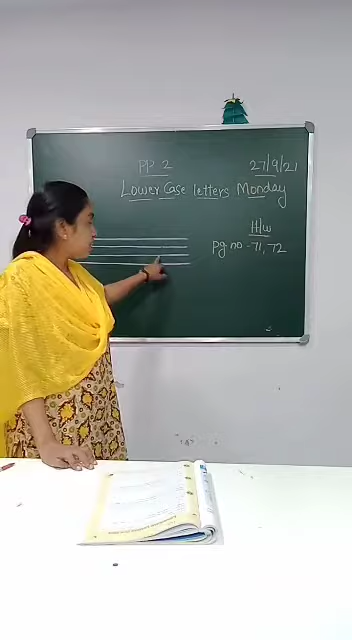 PP 2
27/9/21
Lower Case letters Monday
H/w
pg no - 71, 72